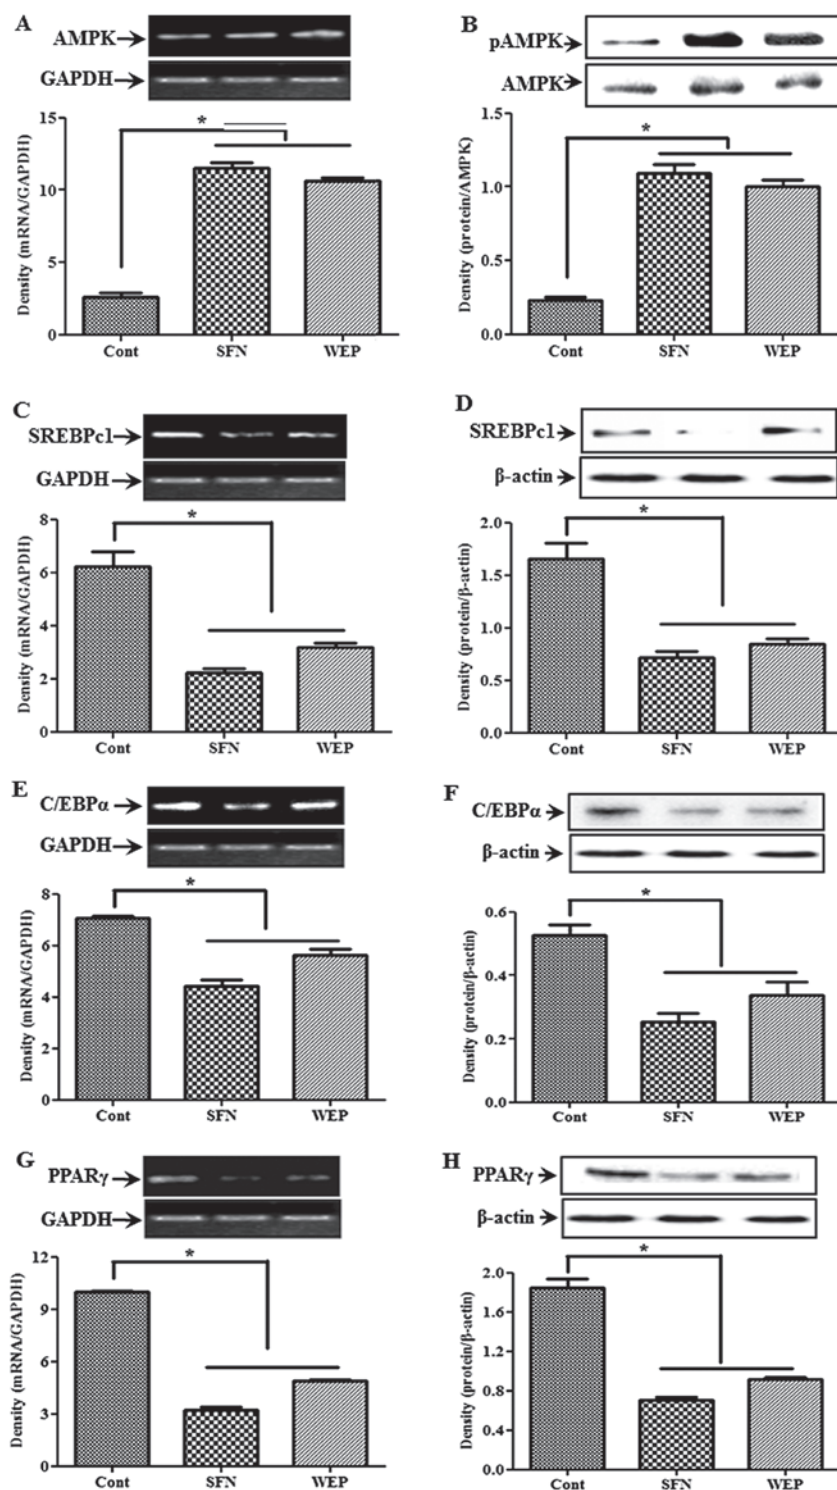 A
AMPK
GAPDH
Density (mRNA/GAPDH)
15
10
5
0
*
Cont SFN WEP
B
pAMPK
AMPK
Density (protein/AMPK)
1.5
1.0
0.5
0.0
*
Cont SFN WEP
C
SREBPc1
GAPDH
Density (mRNA/GAPDH)
8
6
4
2
0
*
Cont SFN WEP
D
SREBPc1
β-actin
Density (protein/β-actin)
2.0
1.5
1.0
0.5
0.0
*
Cont SFN WEP
E
C/EBPα
GAPDH
Density (mRNA/GAPDH)
8
6
4
2
0
*
Cont SFN WEP
F
C/EBPα
β-actin
Density (protein/β-actin)
0.6
0.4
0.2
0.0
*
Cont SFN WEP
G
PPARγ
GAPDH
Density (mRNA/GAPDH)
12
9
6
3
0
*
Cont SFN WEP
H
PPARγ
β-actin
Density (protein/β-actin)
2.0
1.6
1.2
0.8
0.4
0.0
*
Cont SFN WEP